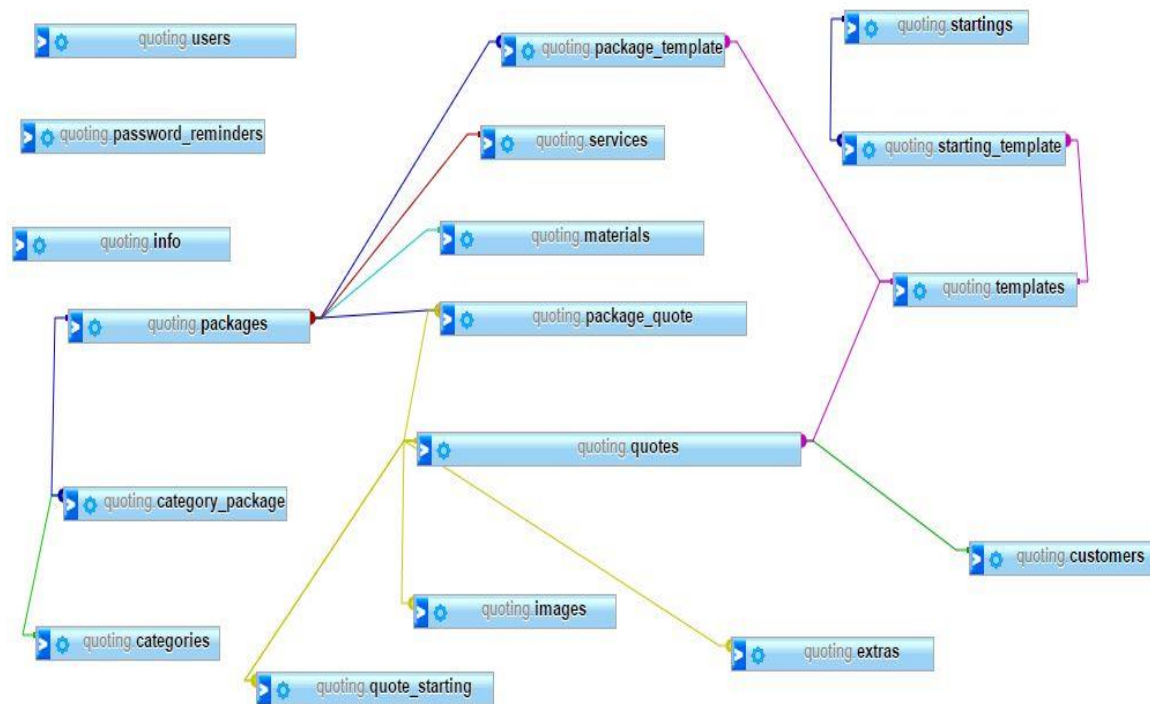 quoting.users
quoting.package_template
quoting.startings
quoting.password_reminders
quoting.services
quoting.starting_template
quoting.info
quoting.materials
quoting.templates
quoting.packages
quoting.package_quote
quoting.quotes
quoting.category_package
quoting.customers
quoting.images
quoting.categories
quoting.extras
quoting.quote_starting